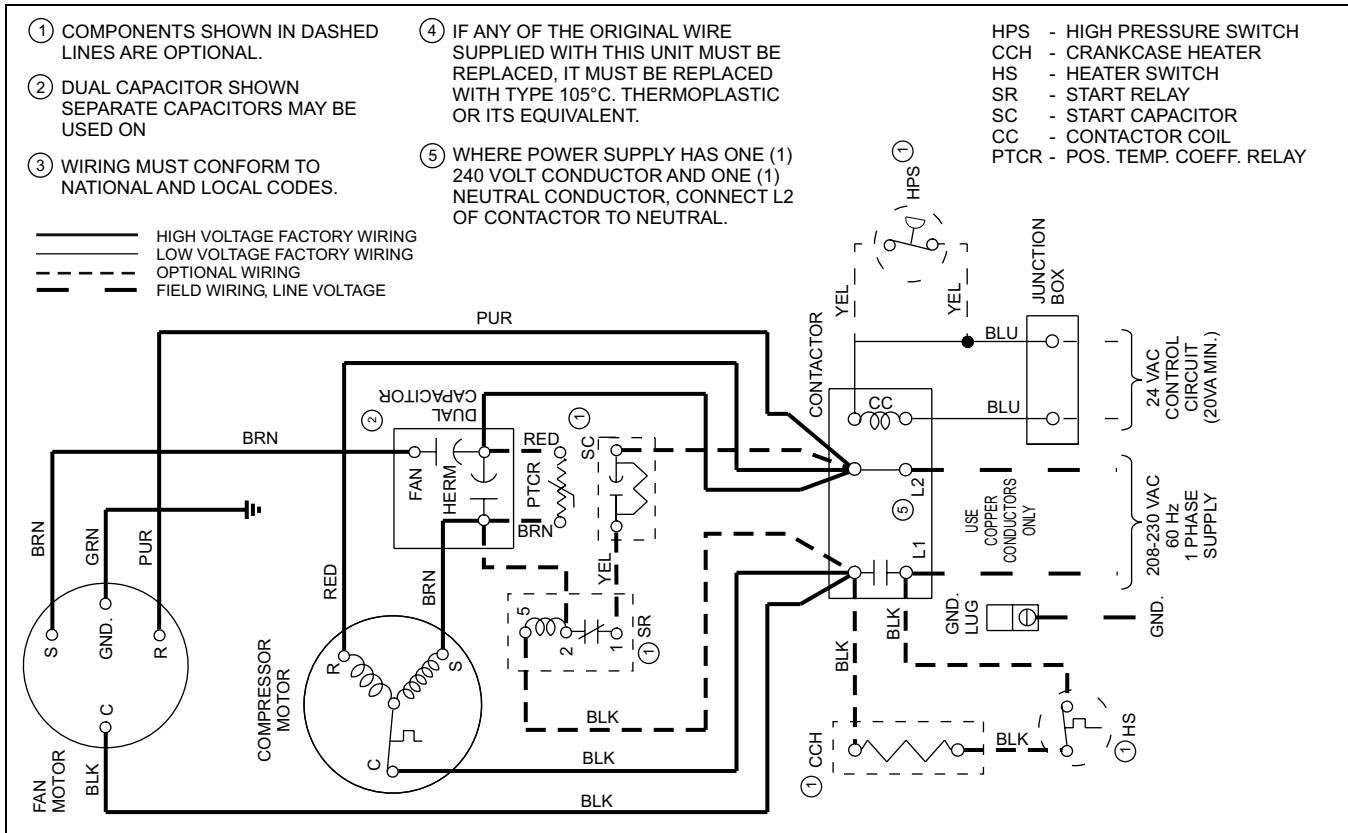 ① COMPONENTS SHOWN IN DASHED
LINES ARE OPTIONAL.
② DUAL CAPACITOR SHOWN
SEPARATE CAPACITORS MAY BE
USED ON
③ WIRING MUST CONFORM TO
NATIONAL AND LOCAL CODES.
④ IF ANY OF THE ORIGINAL WIRE
SUPPLIED WITH THIS UNIT MUST BE
REPLACED, IT MUST BE REPLACED
WITH TYPE 105°C. THERMOPLASTIC
OR ITS EQUIVALENT.
⑤ WHERE POWER SUPPLY HAS ONE (1)
240 VOLT CONDUCTOR AND ONE (1)
NEUTRAL CONDUCTOR, CONNECT L2
OF CONTACTOR TO NEUTRAL.
HPS - HIGH PRESSURE SWITCH
CCH - CRANKCASE HEATER
HS - HEATER SWITCH
SR - START RELAY
SC - START CAPACITOR
CC - CONTACTOR COIL
PTCR - POS. TEMP. COEFF. RELAY
HIGH VOLTAGE FACTORY WIRING
LOW VOLTAGE FACTORY WIRING
OPTIONAL WIRING
FIELD WIRING, LINE VOLTAGE
HPS ①
YEL
YEL
JUNCTION
BOX
BLU
BLU
24 VAC
CONTROL
CIRCUIT
(20VA MIN.)
CONTACTOR
CC
L2
⑤
L1
USE
COPPER
CONDUCTORS
ONLY
208-230 VAC
60 Hz
1 PHASE
SUPPLY
GND.
LUG
GND.
PUR
DUAL
CAPACITOR
②
BRN
FAN
HERM
RED
PTCR
BRN
SC
①
YEL
5
2
1
SR
①
BRN
GRN
PUR
RED
BRN
S
GND.
R
C
FAN
MOTOR
BLK
COMPRESSOR
MOTOR
R
S
C
BLK
BLK
BLK
BLK
BLK
① CCH
BLK
① HS